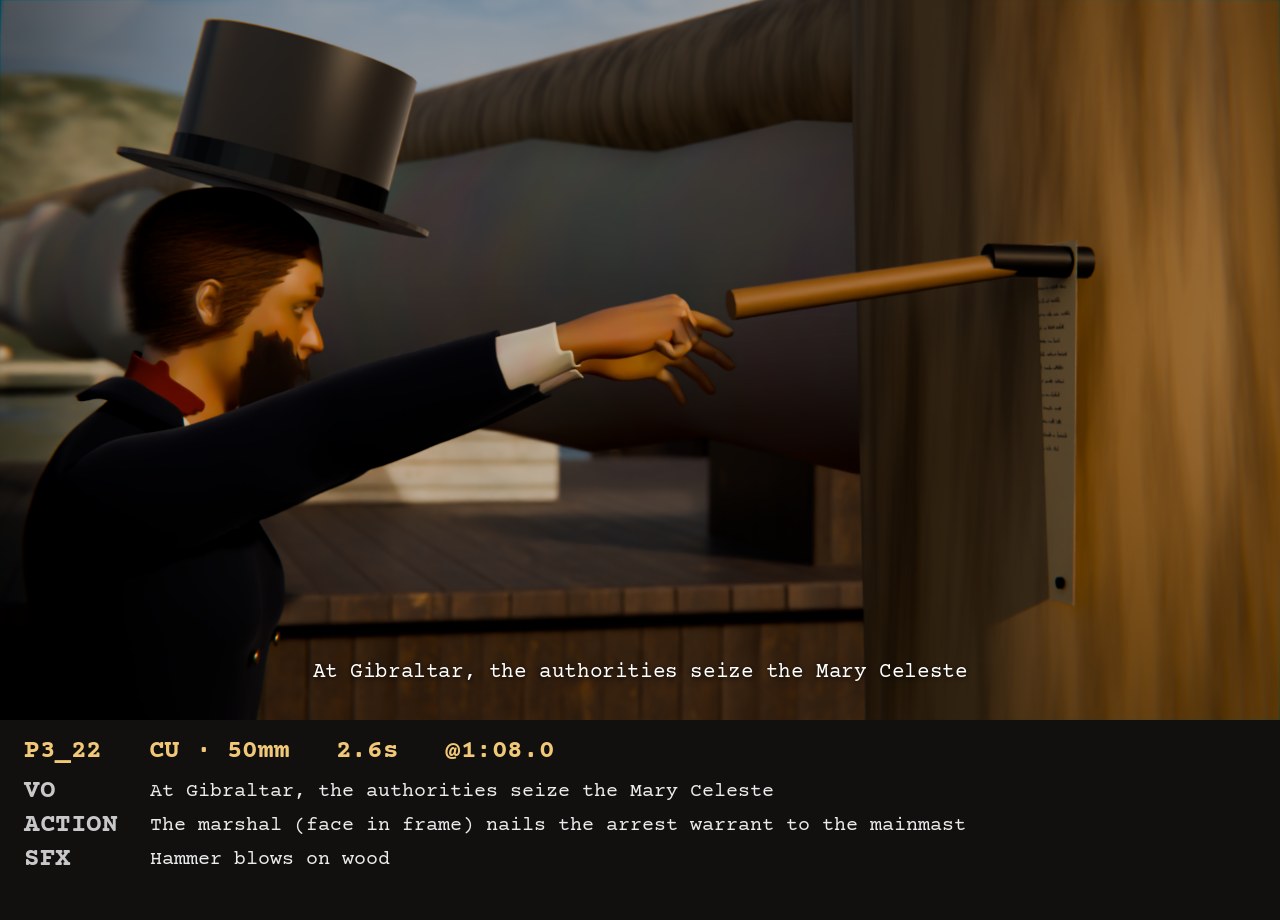 At Gibraltar, the authorities seize the Mary Celeste
P3_22 CU · 50mm 2.6s @1:08.0
VO At Gibraltar, the authorities seize the Mary Celeste
ACTION The marshal (face in frame) nails the arrest warrant to the mainmast
SFX Hammer blows on wood